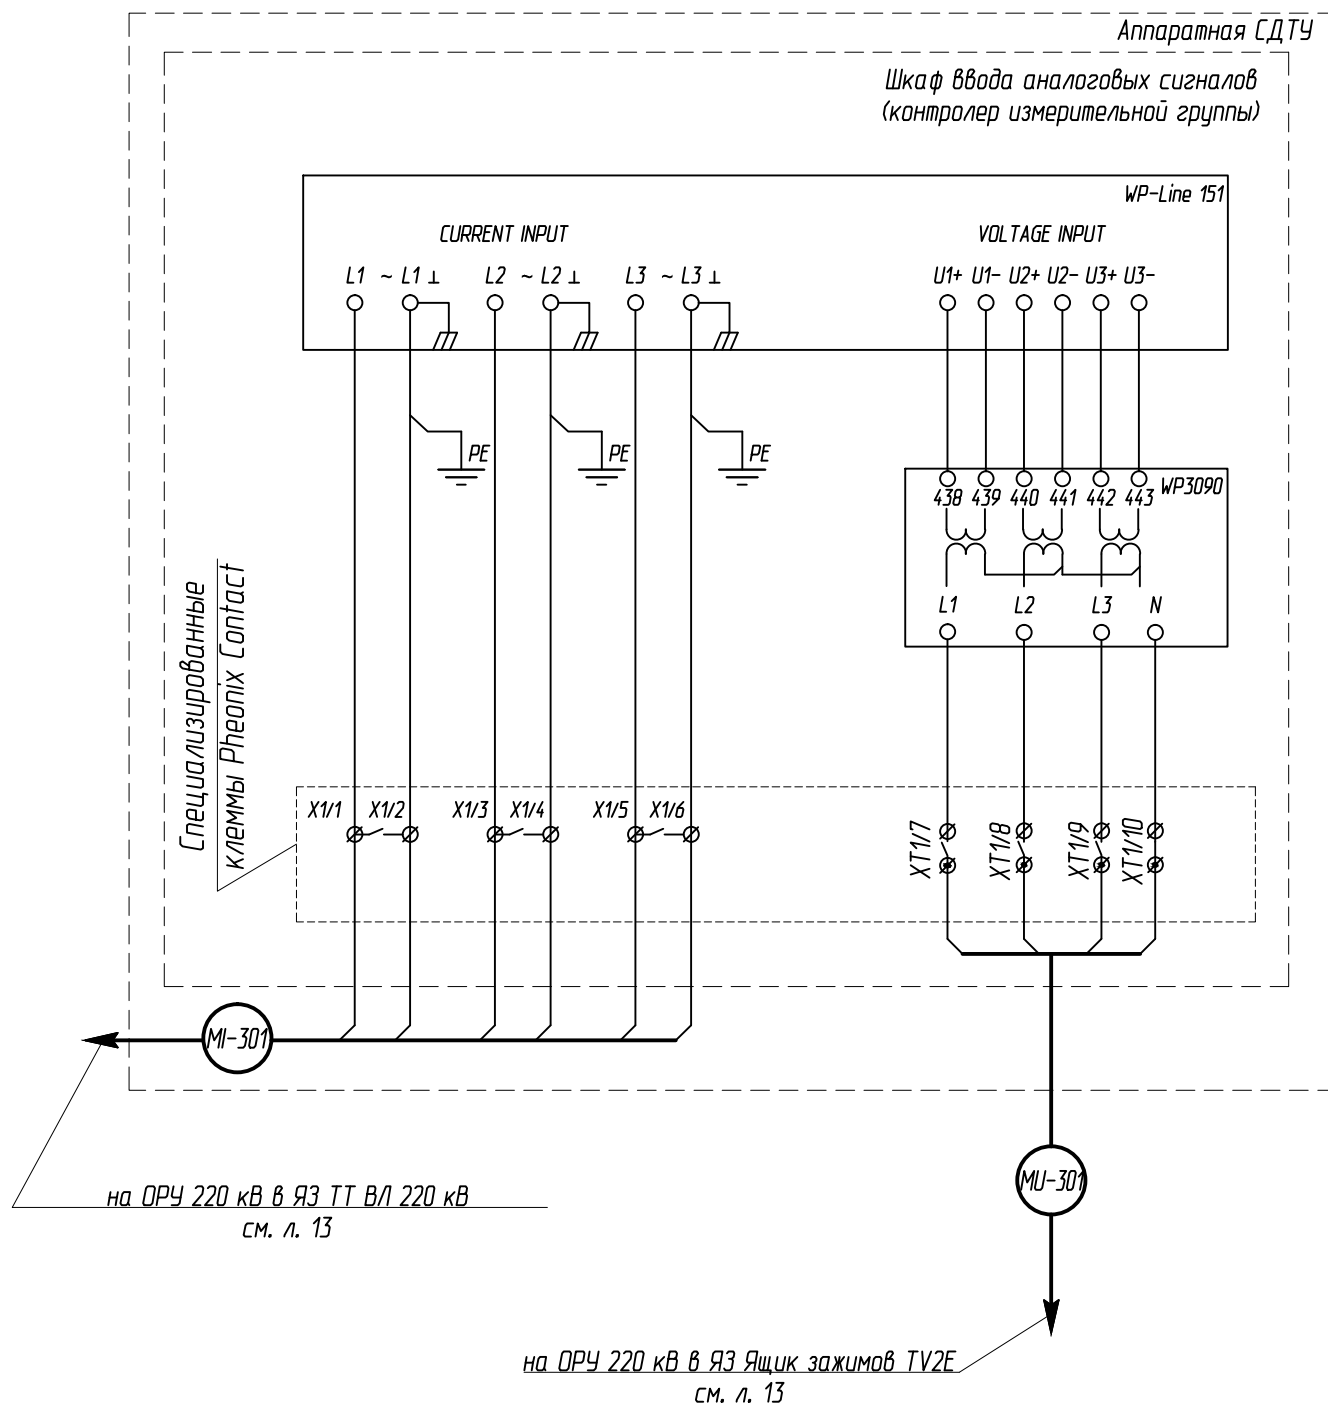 Аппаратная СДТУ
Шкаф ввода аналоговых сигналов
(контролер измерительной группы)
WP-Line 151
CURRENT INPUT
VOLTAGE INPUT
L1 ~ L1 ⊥ L2 ~ L2 ⊥ L3 ~ L3 ⊥
U1+ U1- U2+ U2- U3+ U3-
PE PE PE
WP3090
438 439 440 441 442 443
L1 L2 L3 N
Специализированные
клеммы Pheonix Contact
X1/1 X1/2 X1/3 X1/4 X1/5 X1/6
XT1/7 XT1/8 XT1/9 XT1/10
MI-301
MU-301
на ОРУ 220 кВ в ЯЗ ТТ ВЛ 220 кВ
см. л. 13
на ОРУ 220 кВ в ЯЗ Ящик зажимов TV2E
см. л. 13